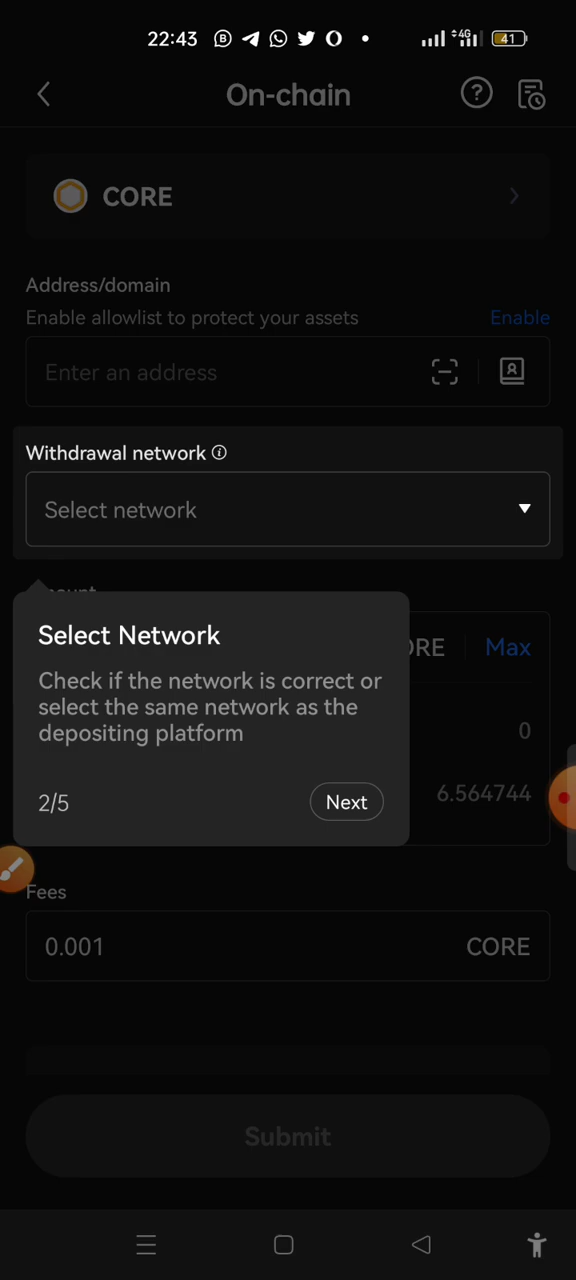 22:43
4G
41
On-chain
CORE
Address/domain
Enable allowlist to protect your assets Enable
Enter an address
Withdrawal network
Select network
Select Network
Check if the network is correct or
select the same network as the
depositing platform
2/5 Next
Max
0
6.564744
Fees
0.001 CORE
Submit